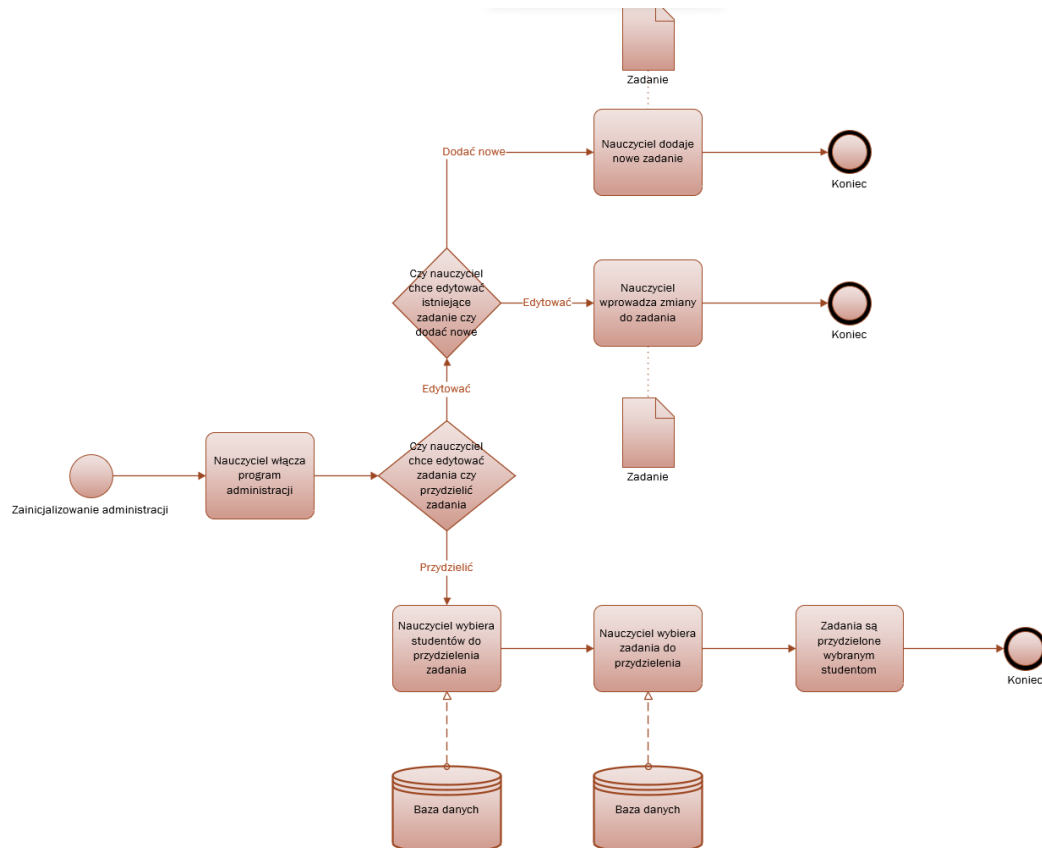 Zadanie
Nauczyciel dodaje
nowe zadanie
Dodać nowe
Koniec
Czy nauczyciel
chce edytować
istniejące
zadanie czy
dodać nowe
Edytować
Nauczyciel
wprowadza zmiany
do zadania
Koniec
Edytować
Zadanie
Czy nauczyciel
chce edytować
zadania czy
przydzielić
zadania
Nauczyciel włącza
program
administracji
Zainicjalizowanie administracji
Przydzielić
Nauczyciel wybiera
studentów do
przydzielenia
zadania
Nauczyciel wybiera
zadania do
przydzielenia
Zadania są
przydzielone
wybranym
studentom
Koniec
Baza danych
Baza danych